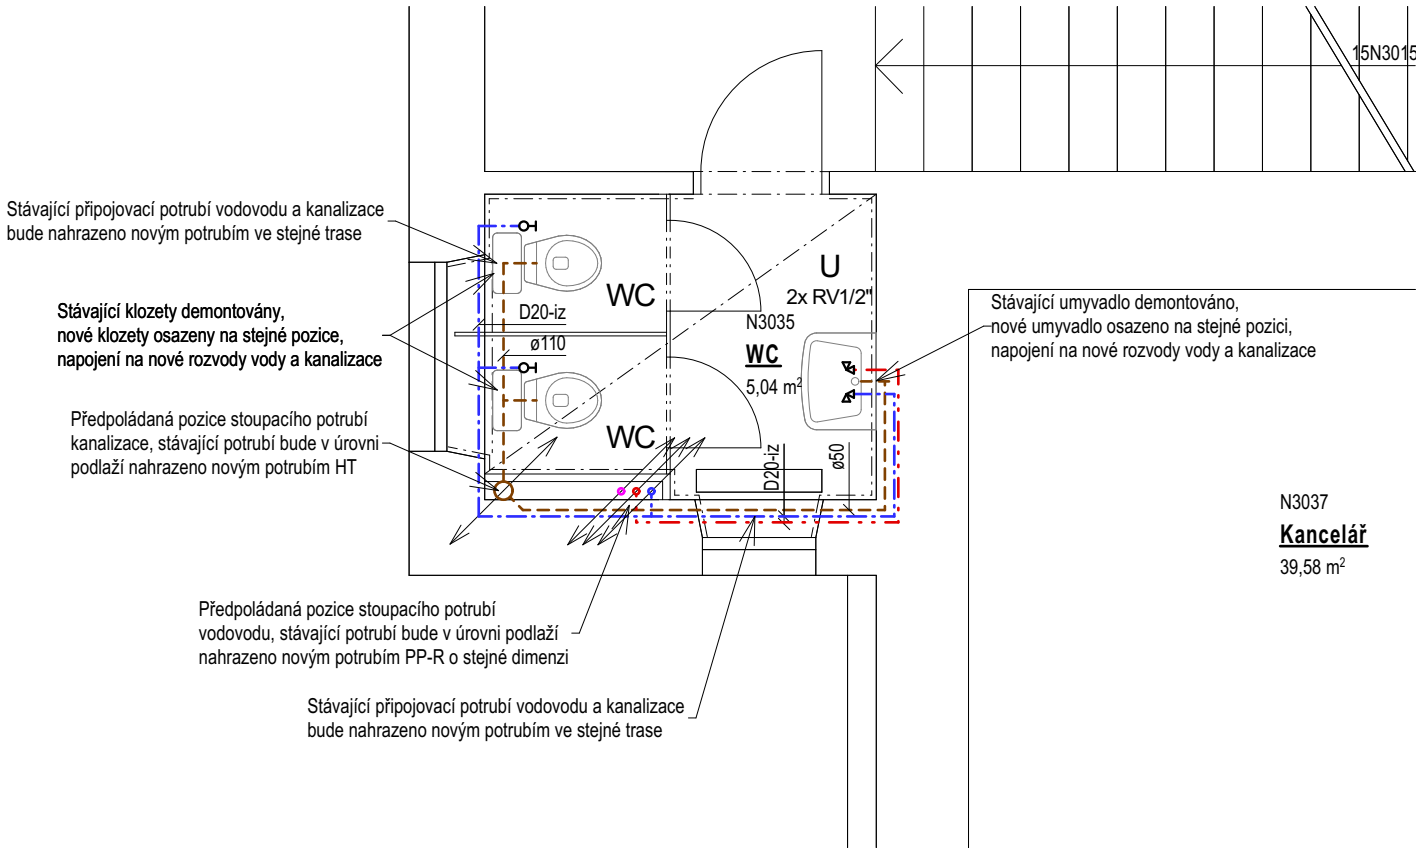 15N3015
Stávající připojovací potrubí vodovodu a kanalizace
bude nahrazeno novým potrubím ve stejné trase
Stávající klozety demontovány,
nové klozety osazeny na stejné pozice,
napojení na nové rozvody vody a kanalizace
Předpoládaná pozice stoupacího potrubí
kanalizace, stávající potrubí bude v úrovni
podlaží nahrazeno novým potrubím HT
WC
D20-iz
ø110
WC
U
2x RV1/2"
N3035
WC
5,04 m²
D20-iz
ø50
Stávající umyvadlo demontováno,
nové umyvadlo osazeno na stejné pozici,
napojení na nové rozvody vody a kanalizace
N3037
Kancelář
39,58 m²
Předpoládaná pozice stoupacího potrubí
vodovodu, stávající potrubí bude v úrovni podlaží
nahrazeno novým potrubím PP-R o stejné dimenzi
Stávající připojovací potrubí vodovodu a kanalizace
bude nahrazeno novým potrubím ve stejné trase